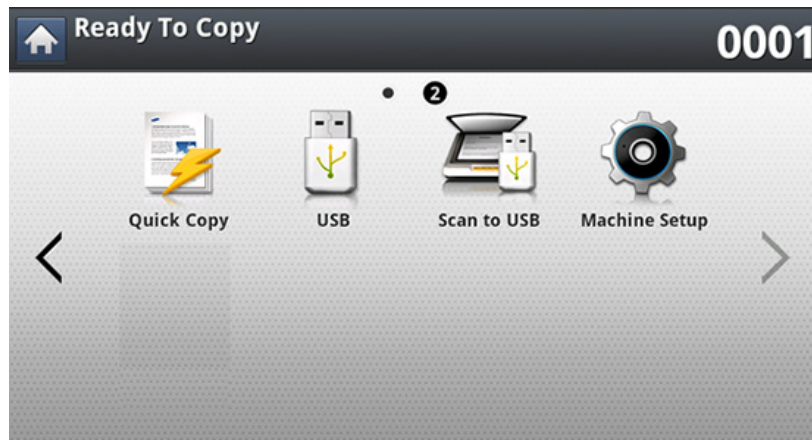 Ready To Copy
0001
2
Quick Copy
USB
Scan to USB
Machine Setup